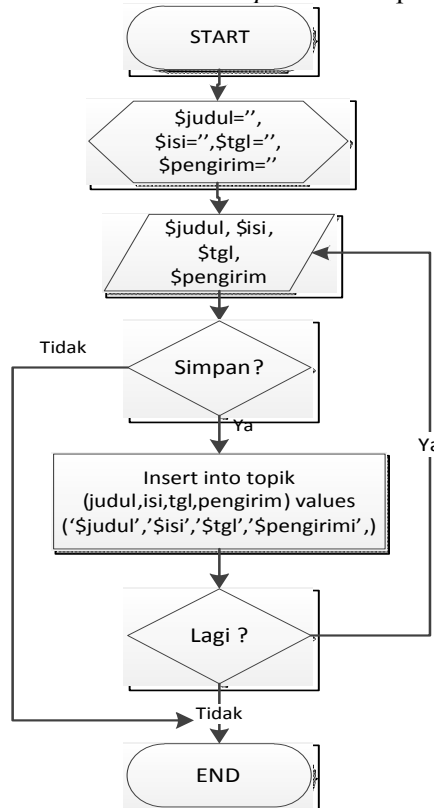 START
$judul='',
$isi='',$tgl='',
$pengirim=''
$judul, $isi,
$tgl,
$pengirim
Tidak
Simpan?
Ya
Ya
Insert into topik
(judul,isi,tgl,pengirim) values
('$judul','$isi','$tgl','$pengirimi',)
Lagi ?
Tidak
END